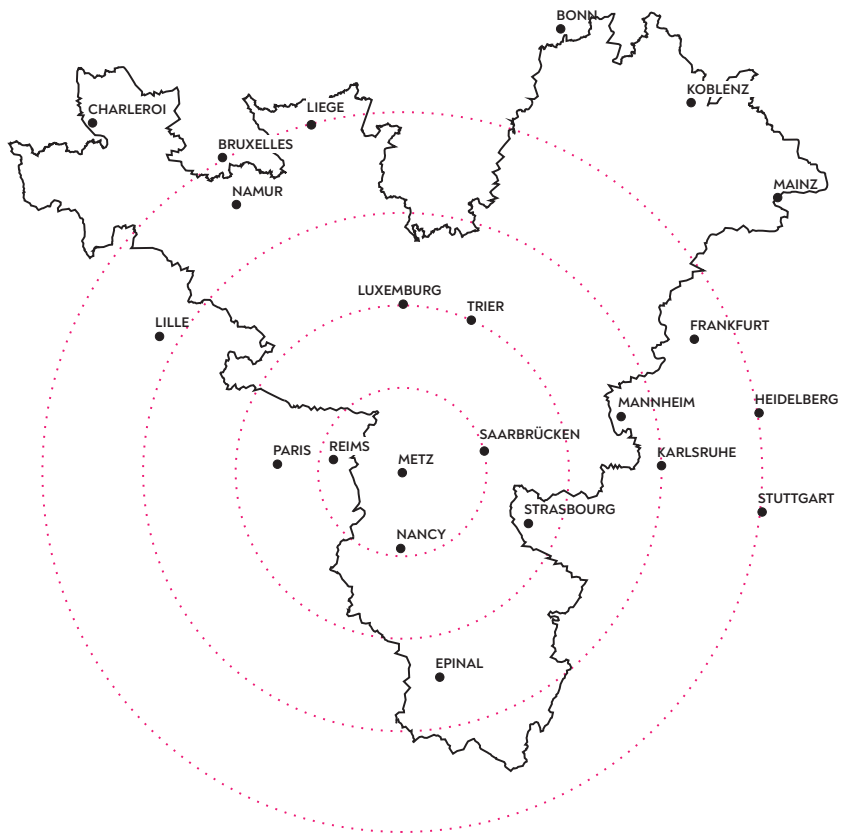 BONN
KOBLENZ
CHARLEROI
LIEGE
BRUXELLES
NAMUR
MAINZ
LUXEMBURG
TRIER
LILLE
FRANKFURT
MANNHEIM
HEIDELBERG
SAARBRÜCKEN
PARIS
REIMS
METZ
KARLSRUHE
STUTTGART
STRASBOURG
NANCY
EPINAL